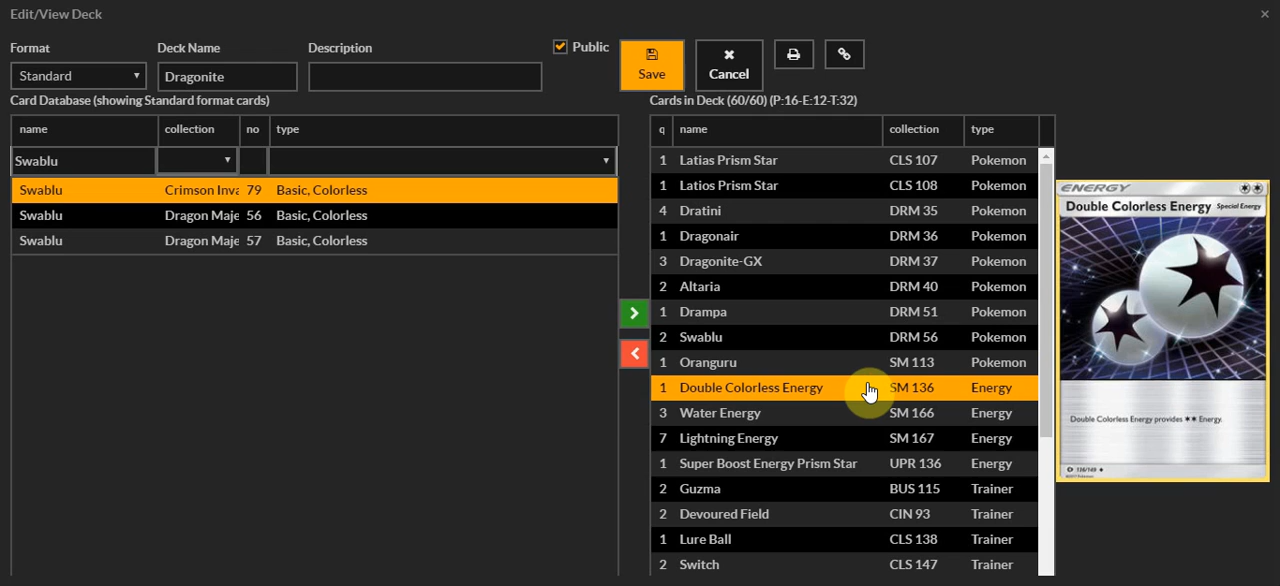 Edit/View Deck
Format
Deck Name
Description
Public
Standard
Dragonite
Save
Cancel
Card Database (showing Standard format cards)
name collection no type
Swablu
Swablu Crimson Inva 79 Basic, Colorless
Swablu Dragon Maje 56 Basic, Colorless
Swablu Dragon Maje 57 Basic, Colorless
Cards in Deck (60/60) (P:16-E:12-T:32)
q name collection type
1 Latias Prism Star CLS 107 Pokemon
1 Latios Prism Star CLS 108 Pokemon
4 Dratini DRM 35 Pokemon
1 Dragonair DRM 36 Pokemon
3 Dragonite-GX DRM 37 Pokemon
2 Altaria DRM 40 Pokemon
1 Drampa DRM 51 Pokemon
2 Swablu DRM 56 Pokemon
1 Oranguru SM 113 Pokemon
1 Double Colorless Energy SM 136 Energy
3 Water Energy SM 166 Energy
7 Lightning Energy SM 167 Energy
1 Super Boost Energy Prism Star UPR 136 Energy
2 Guzma BUS 115 Trainer
2 Devoured Field CIN 93 Trainer
1 Lure Ball CLS 138 Trainer
2 Switch CLS 147 Trainer
ENERGY
Double Colorless Energy Special Energy
Double Colorless Energy provides Energy.
136/149